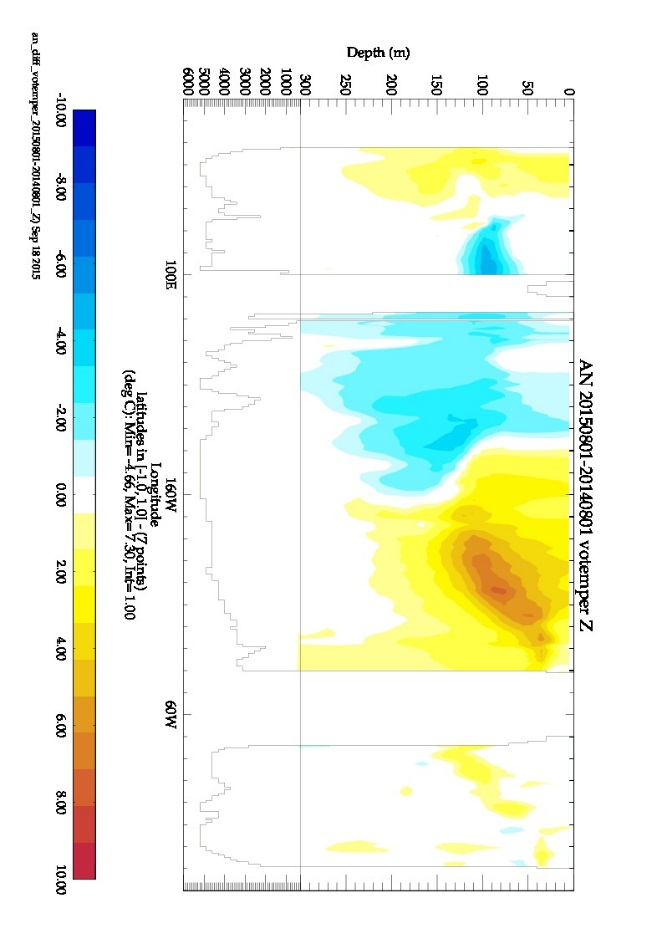 AN 20150801-20140801 votemper Z
Depth (m)
0
50
100
150
200
250
300
1000
2000
3000
4000
5000
6000
100E
160W
60W
Longitude
latitudes in [-1.0, 1.0] - (7 points)
(deg C): Min= -4.66, Max= 7.30, Int= 1.00
-10.00 -8.00 -6.00 -4.00 -2.00 0.00 2.00 4.00 6.00 8.00 10.00
an_diff_votemper_20150801-20140801_Z) Sep 18 2015